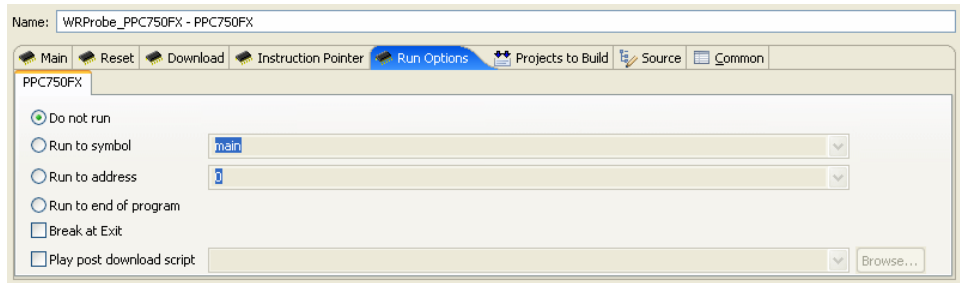 Name: WRProbe_PPC750FX - PPC750FX
Main Reset Download Instruction Pointer Run Options Projects to Build Source Common
PPC750FX
Do not run
Run to symbol main
Run to address 0
Run to end of program
Break at Exit
Play post download script Browse...